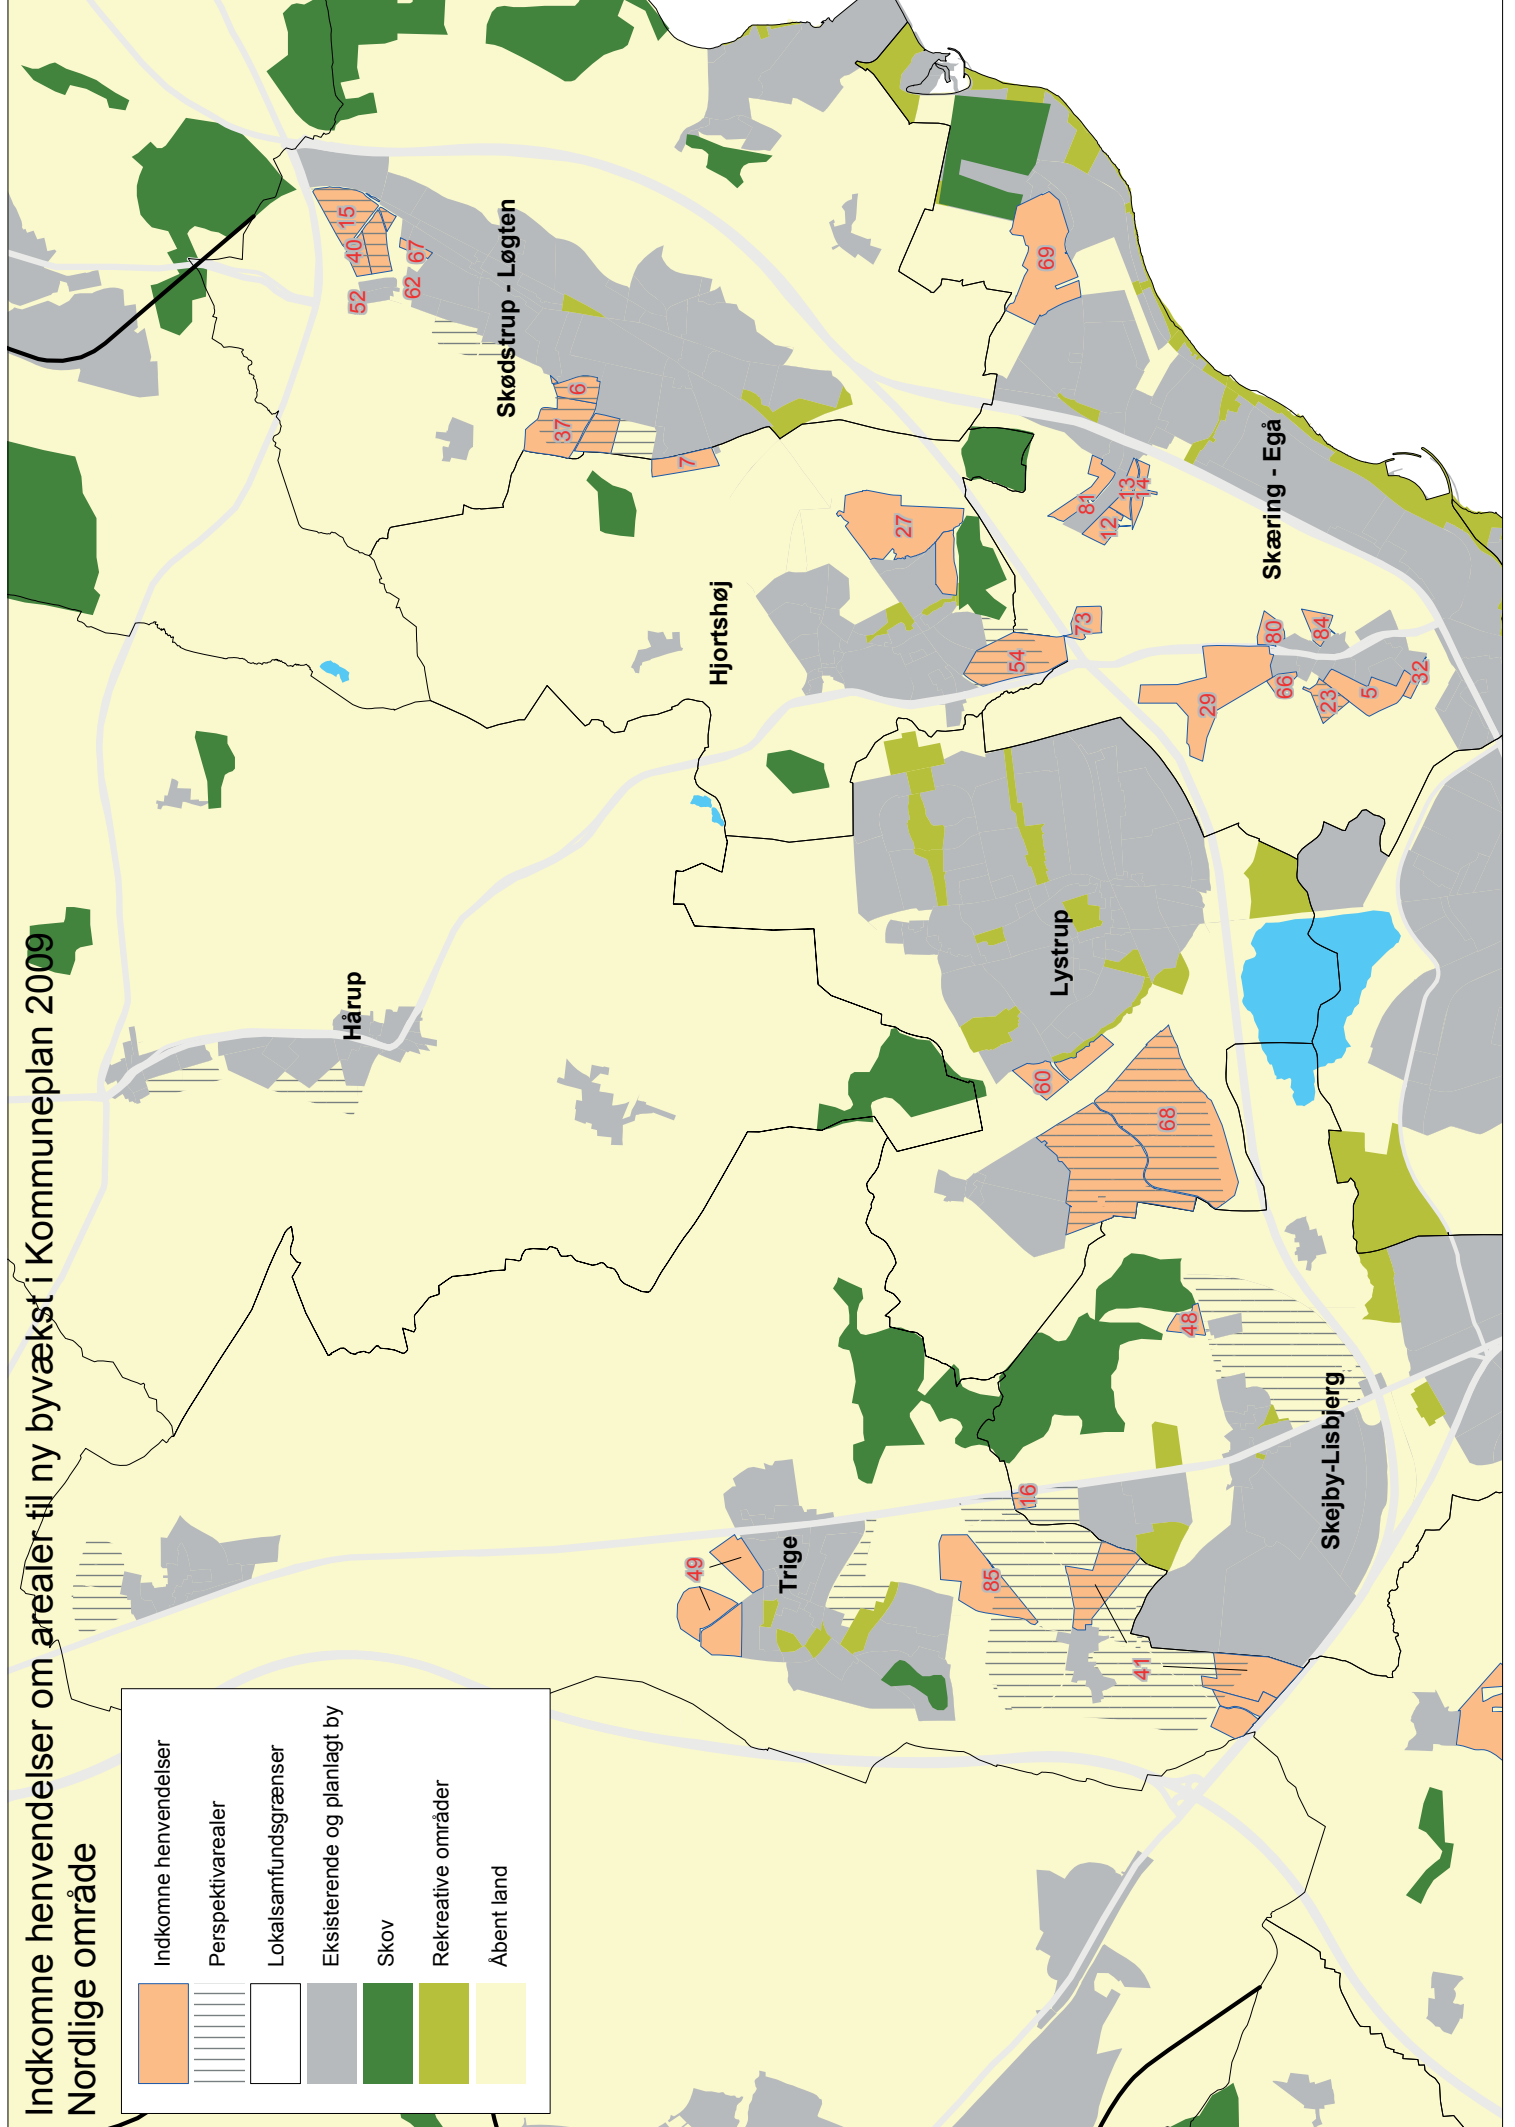 Indkomne henvendelser om arealer til ny byvækst i Kommuneplan 2009
Nordlige område
Indkomne henvendelser
Perspektivarealer
Lokalsamfundsgrænser
Eksisterende og planlagt by
Skov
Rekreative områder
Åbent land
Hårup
52
40
15
62
67
Skødstrup - Løgten
37
6
7
Hjortshøj
27
54
73
69
81
13
14
12
Skæring - Egå
80
84
29
66
23
5
32
Lystrup
60
68
48
Skejby-Lisbjerg
16
49
Trige
85
41